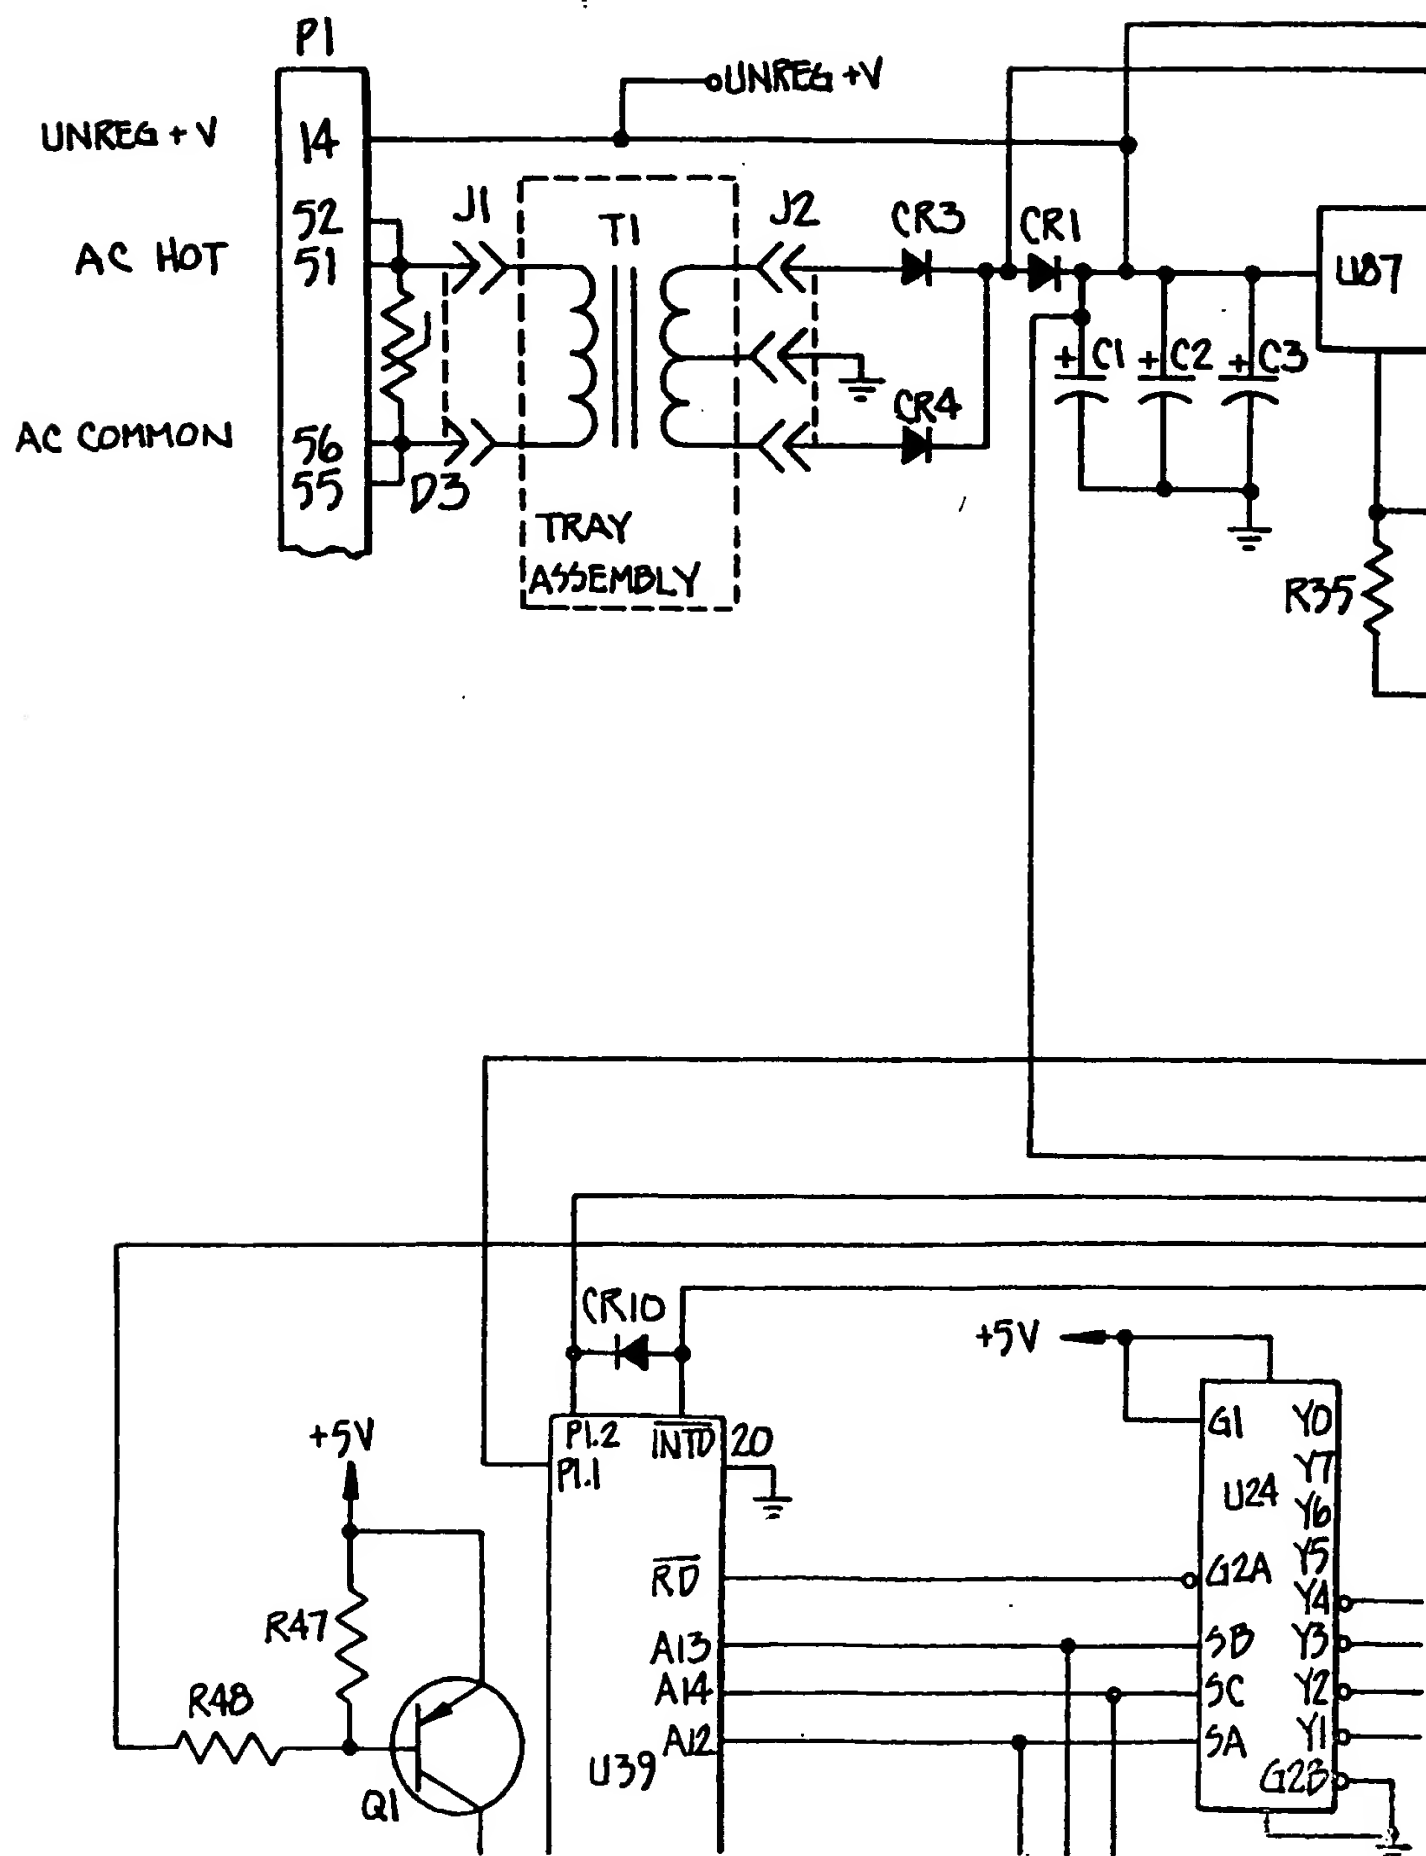 P1
UNREG +V
UNREG + V
14
52
AC HOT
51
J1
T1
J2
CR3
CR1
U87
+ C1
+ C2
+ C3
CR4
AC COMMON
56
55
D3
TRAY
ASSEMBLY
R35
CR10
+5V
+5V
P1.2
INT0
20
P1.1
G1
Y0
Y7
U24
Y6
Y5
RD
G2A
Y4
R47
A13
SB
Y3
R48
A14
SC
Y2
A12
SA
Y1
U39
G2B
Q1